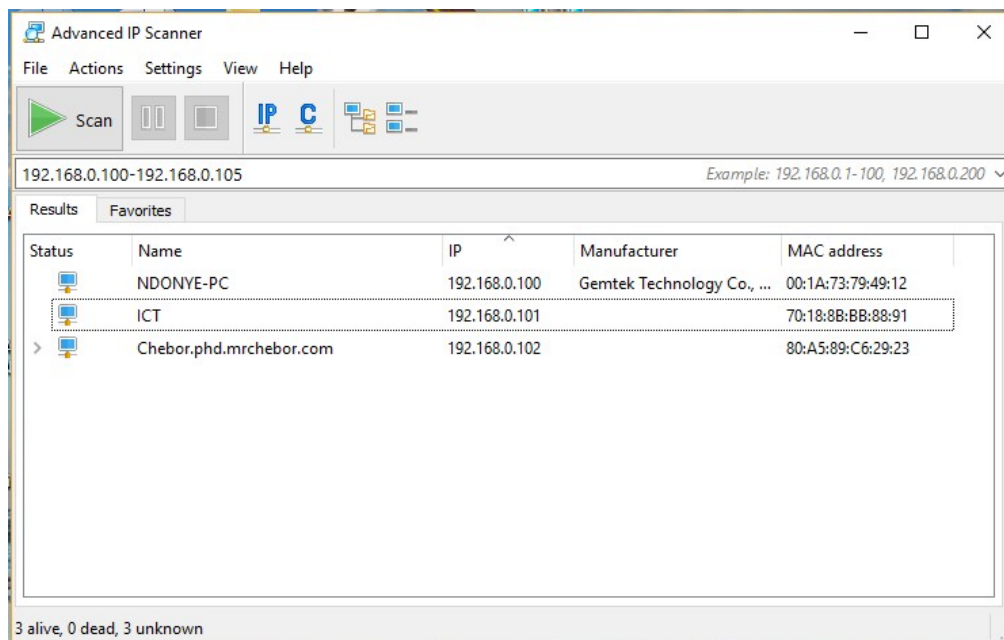 Advanced IP Scanner
File Actions Settings View Help
Scan IP C
192.168.0.100-192.168.0.105 Example: 192.168.0.1-100, 192.168.0.200
Results Favorites
Status Name IP Manufacturer MAC address
NDONYE-PC 192.168.0.100 Gemtek Technology Co., ... 00:1A:73:79:49:12
ICT 192.168.0.101 70:18:8B:BB:88:91
Chebor.phd.mrchebor.com 192.168.0.102 80:A5:89:C6:29:23
3 alive, 0 dead, 3 unknown